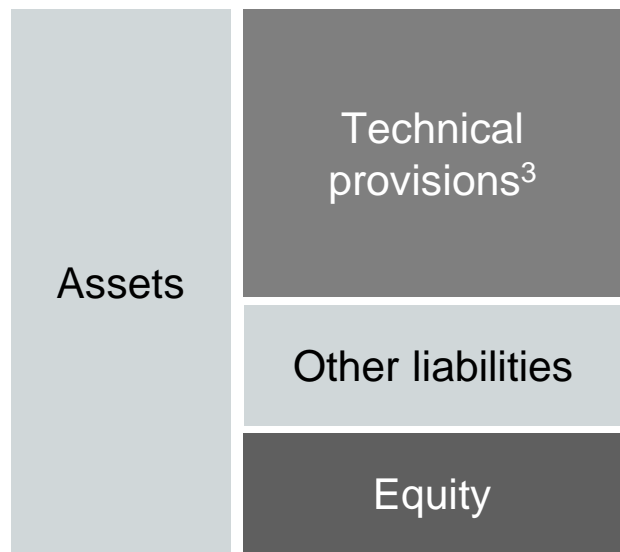 Technical
provisions³
Assets
Other liabilities
Equity